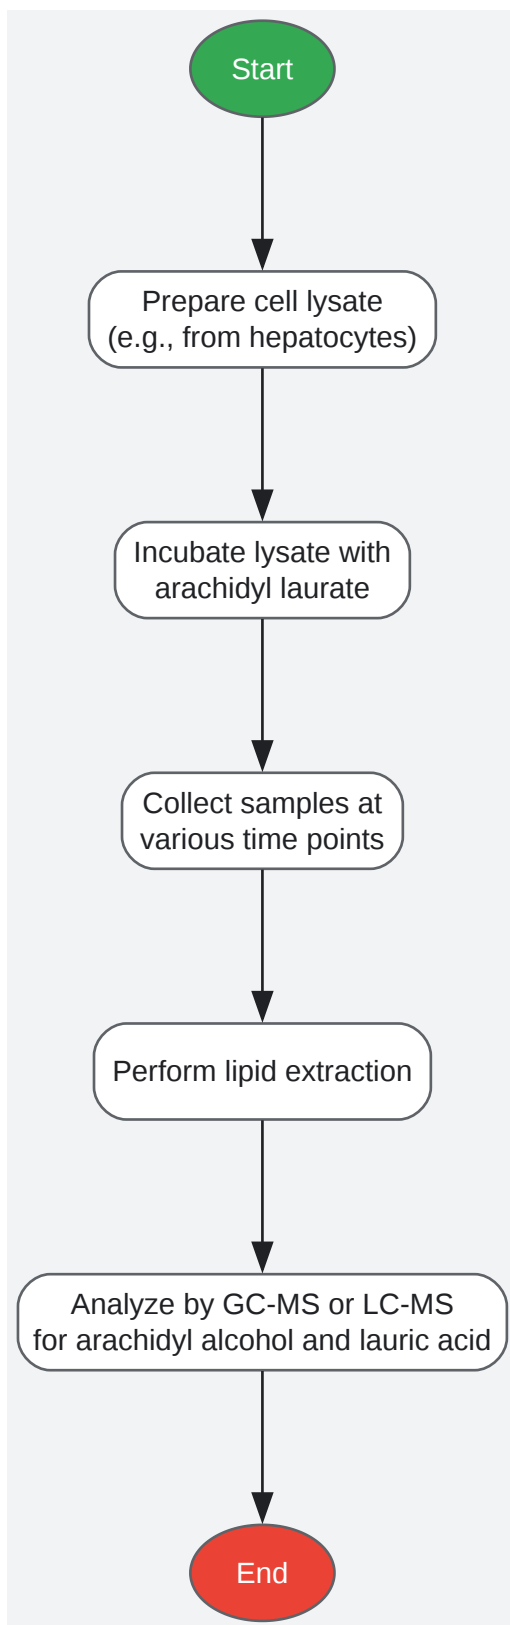 Start
Prepare cell lysate
(e.g., from hepatocytes)
Incubate lysate with
arachidyl laurate
Collect samples at
various time points
Perform lipid extraction
Analyze by GC-MS or LC-MS
for arachidyl alcohol and lauric acid
End